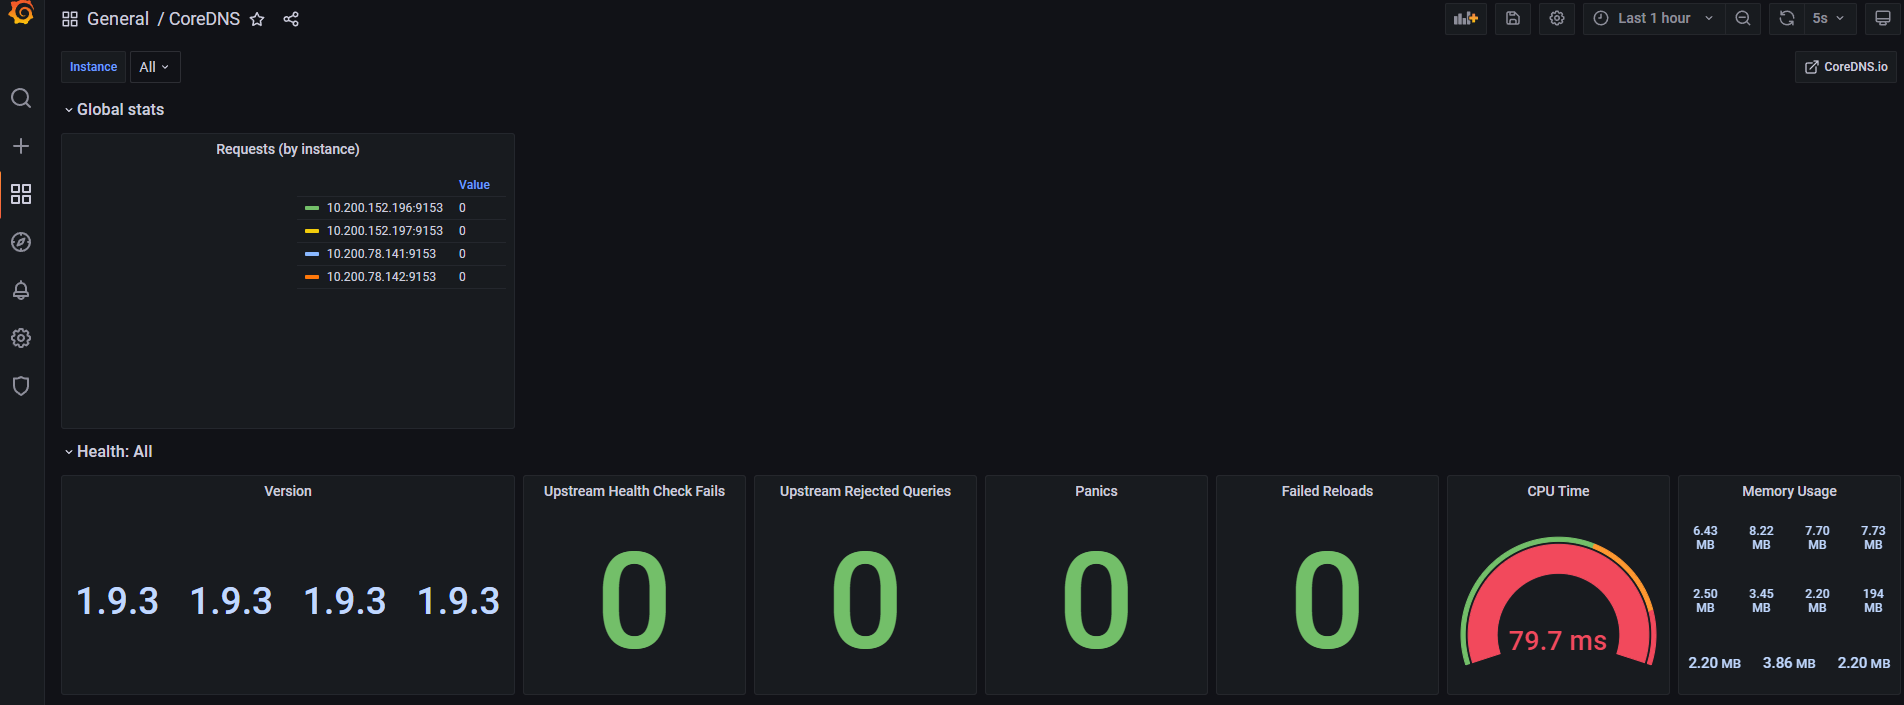 General / CoreDNS
Last 1 hour
5s
Instance
All
CoreDNS.io
Global stats
Requests (by instance)
Value
10.200.152.196:9153 0
10.200.152.197:9153 0
10.200.78.141:9153 0
10.200.78.142:9153 0
Health: All
Version
1.9.3 1.9.3 1.9.3 1.9.3
Upstream Health Check Fails
0
Upstream Rejected Queries
0
Panics
0
Failed Reloads
0
CPU Time
79.7 ms
Memory Usage
6.43 MB 8.22 MB 7.70 MB 7.73 MB
2.50 MB 3.45 MB 2.20 MB 194 MB
2.20 MB 3.86 MB 2.20 MB